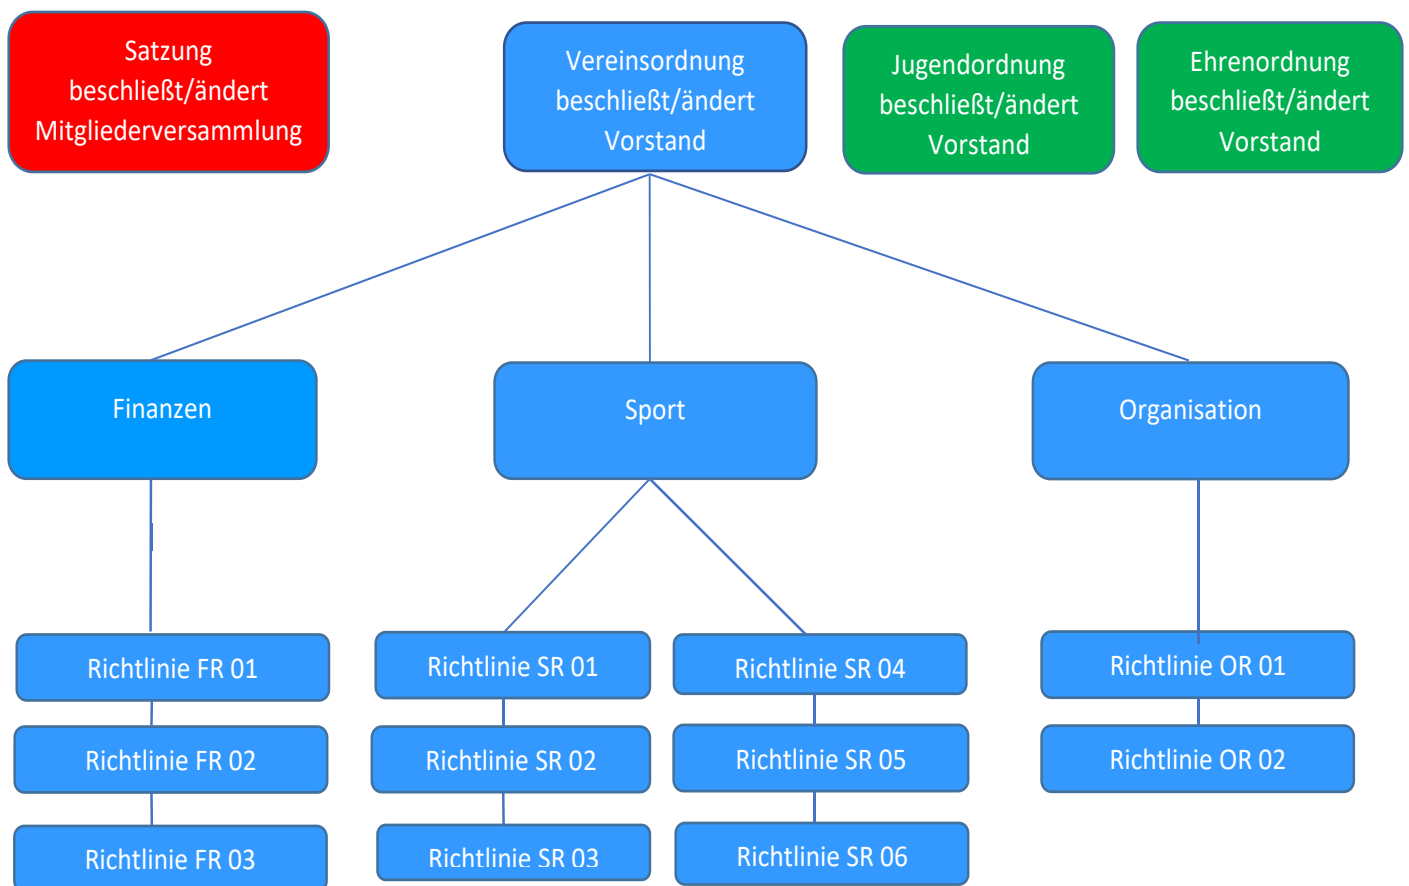 Satzung
beschließt/ändert
Mitgliederversammlung
Vereinsordnung
beschließt/ändert
Vorstand
Jugendordnung
beschließt/ändert
Vorstand
Ehrenordnung
beschließt/ändert
Vorstand
Finanzen
Sport
Organisation
Richtlinie FR 01
Richtlinie SR 01
Richtlinie SR 04
Richtlinie OR 01
Richtlinie FR 02
Richtlinie SR 02
Richtlinie SR 05
Richtlinie OR 02
Richtlinie FR 03
Richtlinie SR 03
Richtlinie SR 06